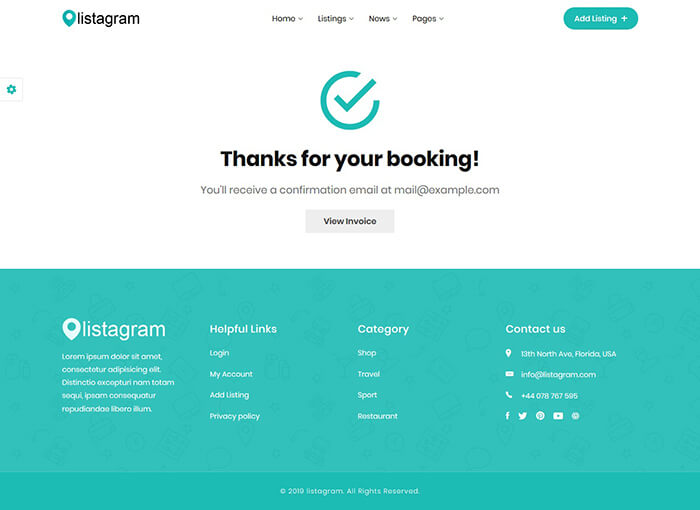 listagram
Home Listings News Pages
Add Listing +
Thanks for your booking!
You'll receive a confirmation email at mail@example.com
View Invoice
listagram
Lorem ipsum dolor sit amet,
consectetur adipisicing elit.
Distinctio excepturi nam totam
sequi, ipsam consequatur
repudiandae libero illum.
Helpful Links
Login
My Account
Add Listing
Privacy policy
Category
Shop
Travel
Sport
Restaurant
Contact us
13th North Ave, Florida, USA
info@listagram.com
+44 078 767 595
© 2019 listagram. All Rights Reserved.